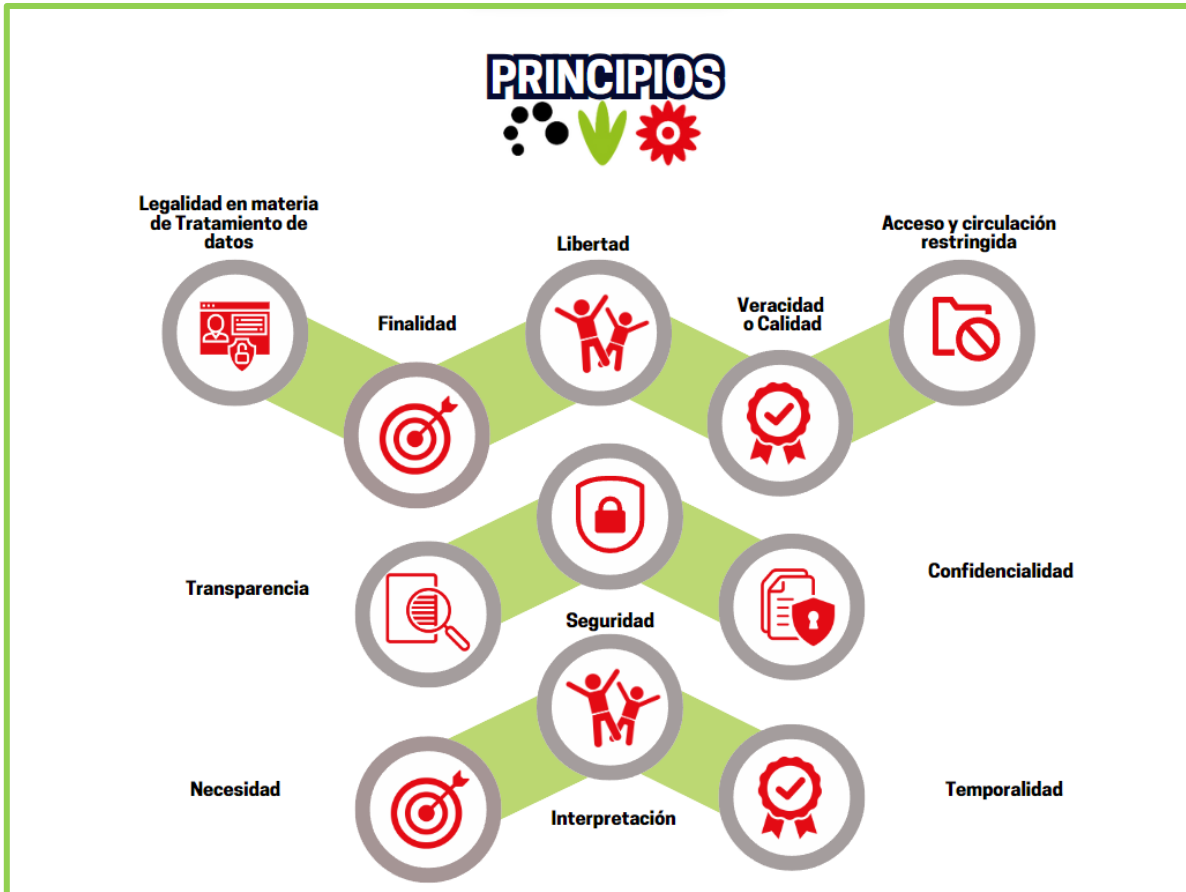 PRINCIPIOS
Legalidad en materia
de Tratamiento de
datos
Finalidad
Libertad
Veracidad
o Calidad
Acceso y circulación
restringida
Transparencia
Seguridad
Confidencialidad
Necesidad
Interpretación
Temporalidad